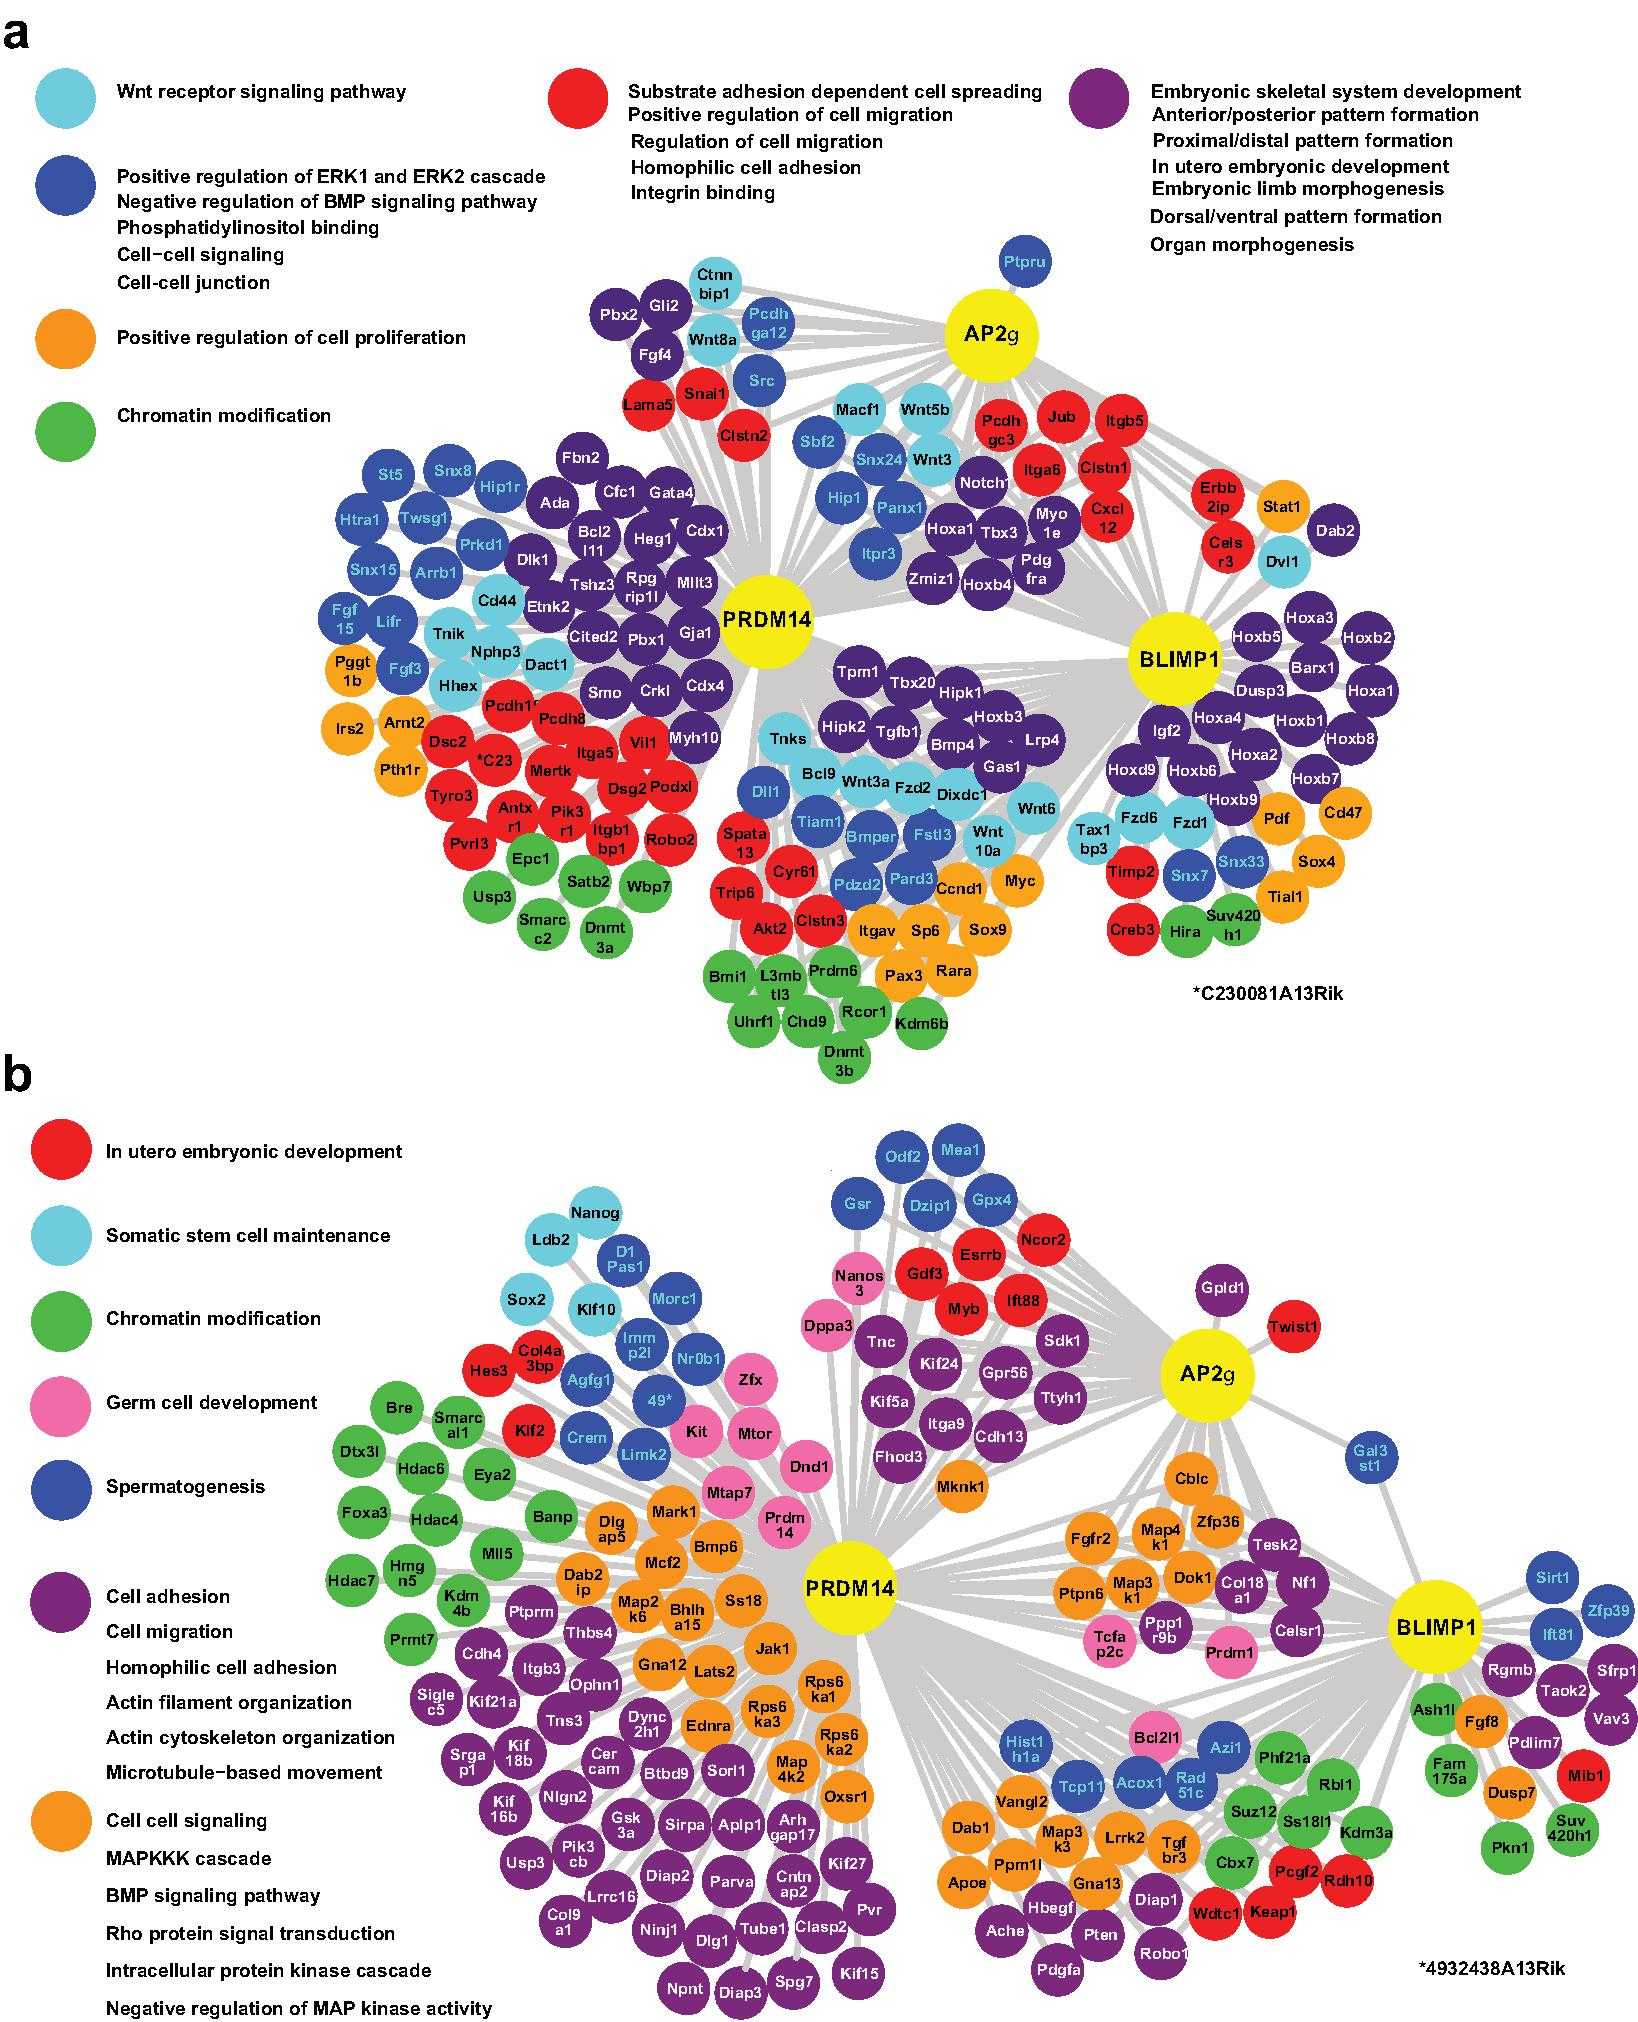 a
Wnt receptor signaling pathway
Positive regulation of ERK1 and ERK2 cascade
Negative regulation of BMP signaling pathway
Phosphatidylinositol binding
Cell−cell signaling
Cell-cell junction
Positive regulation of cell proliferation
Chromatin modification
Substrate adhesion dependent cell spreading
Positive regulation of cell migration
Regulation of cell migration
Homophilic cell adhesion
Integrin binding
Embryonic skeletal system development
Anterior/posterior pattern formation
Proximal/distal pattern formation
In utero embryonic development
Embryonic limb morphogenesis
Dorsal/ventral pattern formation
Organ morphogenesis
Ptpru
AP2g
Ctnn
bip1
Pbx2
Gli2
Pcdh
ga12
Wnt8a
Fgf4
Src
Snai1
Lama5
Clstn2
Macf1
Wnt5b
Pcdh
gc3
Jub
Itgb5
Sbf2
Snx24
Wnt3
Itga6
Clstn1
Notch
Hip1
Panx1
Hoxa1
Tbx3
Myo
1e
Cxcl
12
Itpr3
Zmiz1
Hoxb4
Pdg
fra
Erbb
2ip
Stat1
Cels
r3
Dvl1
Dab2
St5
Snx8
Hip1r
Fbn2
Ada
Cfc1
Gata4
Htra1
Twsg1
Prkd1
Bcl2
l11
Heg1
Cdx1
Snx15
Arrb1
Dlk1
Tshz3
Rpg
rip1l
Mllt3
Cd44
Etnk2
Fgf
15
Lifr
Tnik
Nphp3
Cited2
Pbx1
Gja1
Pggt
1b
Fgf3
Dact1
Hhex
Smo
Crkl
Cdx4
Irs2
Arnt2
Pcdh1
Pcdh8
Dsc2
*C23
Itga5
Vil1
Myh10
Pth1r
Mertk
Tyro3
Dsg2
Podxl
Antx
r1
Pik3
r1
Itgb1
bp1
Robo2
Pvrl3
Epc1
Usp3
Satb2
Wbp7
Smarc
c2
Dnmt
3a
PRDM14
BLIMP1
Tpm1
Tbx20
Hipk1
Hoxb3
Hipk2
Tgfb1
Bmp4
Lrp4
Gas1
Tnks
Bcl9
Wnt3a
Fzd2
Dixdc1
Wnt6
Dll1
Tiam1
Bmper
Fstl3
Wnt
10a
Spata
13
Cyr61
Pdzd2
Pard3
Ccnd1
Myc
Trip6
Akt2
Clstn3
Itgav
Sp6
Sox9
Bmi1
L3mb
tl3
Prdm6
Pax3
Rara
Uhrf1
Chd9
Rcor1
Kdm6b
Dnmt
3b
Hoxa3
Hoxb5
Hoxb2
Barx1
Dusp3
Hoxa1
Hoxa4
Hoxb1
Igf2
Hoxb8
Hoxa2
Hoxd9
Hoxb6
Hoxb7
Hoxb9
Tax1
bp3
Fzd6
Fzd1
Pdf
Cd47
Timp2
Snx7
Snx33
Sox4
Tial1
Creb3
Hira
Suv420
h1
*C230081A13Rik
b
In utero embryonic development
Somatic stem cell maintenance
Chromatin modification
Germ cell development
Spermatogenesis
Cell adhesion
Cell migration
Homophilic cell adhesion
Actin filament organization
Actin cytoskeleton organization
Microtubule−based movement
Cell cell signaling
MAPKKK cascade
BMP signaling pathway
Rho protein signal transduction
Intracellular protein kinase cascade
Negative regulation of MAP kinase activity
Odf2
Mea1
Gsr
Dzip1
Gpx4
Esrrb
Ncor2
Nanos
3
Gdf3
Myb
Ift88
Dppa3
Tnc
Kif24
Sdk1
Gpr56
Kif5a
Itga9
Ttyh1
Fhod3
Cdh13
Mknk1
Gpld1
Twist1
AP2g
Gal3
st1
Nanog
Ldb2
D1
Pas1
Sox2
Klf10
Morc1
Imm
p2l
Nr0b1
Hes3
Col4a
3bp
Agfg1
49*
Zfx
Klf2
Crem
Limk2
Kit
Mtor
Dnd1
Mtap7
Prdm
14
Bre
Smarc
al1
Dtx3l
Hdac6
Eya2
Foxa3
Hdac4
Banp
Dlg
ap5
Mark1
Hdac7
Hmg
n5
Mll5
Mcf2
Bmp6
Kdm
4b
Dab2
ip
Prmt7
Ptprm
Map2
k6
Bhlh
a15
Ss18
Thbs4
Cdh4
Itgb3
Ophn1
Gna12
Lats2
Jak1
Sigle
c5
Kif21a
Tns3
Dync
2h1
Ednra
Rps6
ka3
Rps6
ka1
Rps6
ka2
Srga
p1
Kif
18b
Cer
cam
Btbd9
Sorl1
Map
4k2
Oxsr1
Kif
16b
Nlgn2
Gsk
3a
Sirpa
Aplp1
Arh
gap17
Usp3
Pik3
cb
Diap2
Parva
Cntn
ap2
Kif27
Lrrc16
Col9
a1
Ninj1
Dlg1
Tube1
Clasp2
Pvr
Npnt
Diap3
Spg7
Kif15
PRDM14
Cblc
Fgfr2
Map4
k1
Zfp36
Tesk2
Ptpn6
Map3
k1
Dok1
Col18
a1
Nf1
Tcfa
p2c
Ppp1
r9b
Prdm1
Celsr1
BLIMP1
Sirt1
Zfp39
Ift81
Rgmb
Sfrp1
Taok2
Ash1l
Fgf8
Vav3
Pdlim7
Fam
175a
Dusp7
Mib1
Pkn1
Suv
420h1
Hist1
h1a
Bcl2l1
Azi1
Phf21a
Tcp11
Acox1
Rad
51c
Rbl1
Vangl2
Suz12
Ss18l1
Kdm3a
Dab1
Map3
k3
Lrrk2
Tgf
br3
Cbx7
Pcgf2
Rdh10
Apoe
Ppm1l
Gna13
Hbegf
Diap1
Wdtc1
Keap1
Ache
Pten
Robo1
Pdgfa
*4932438A13Rik